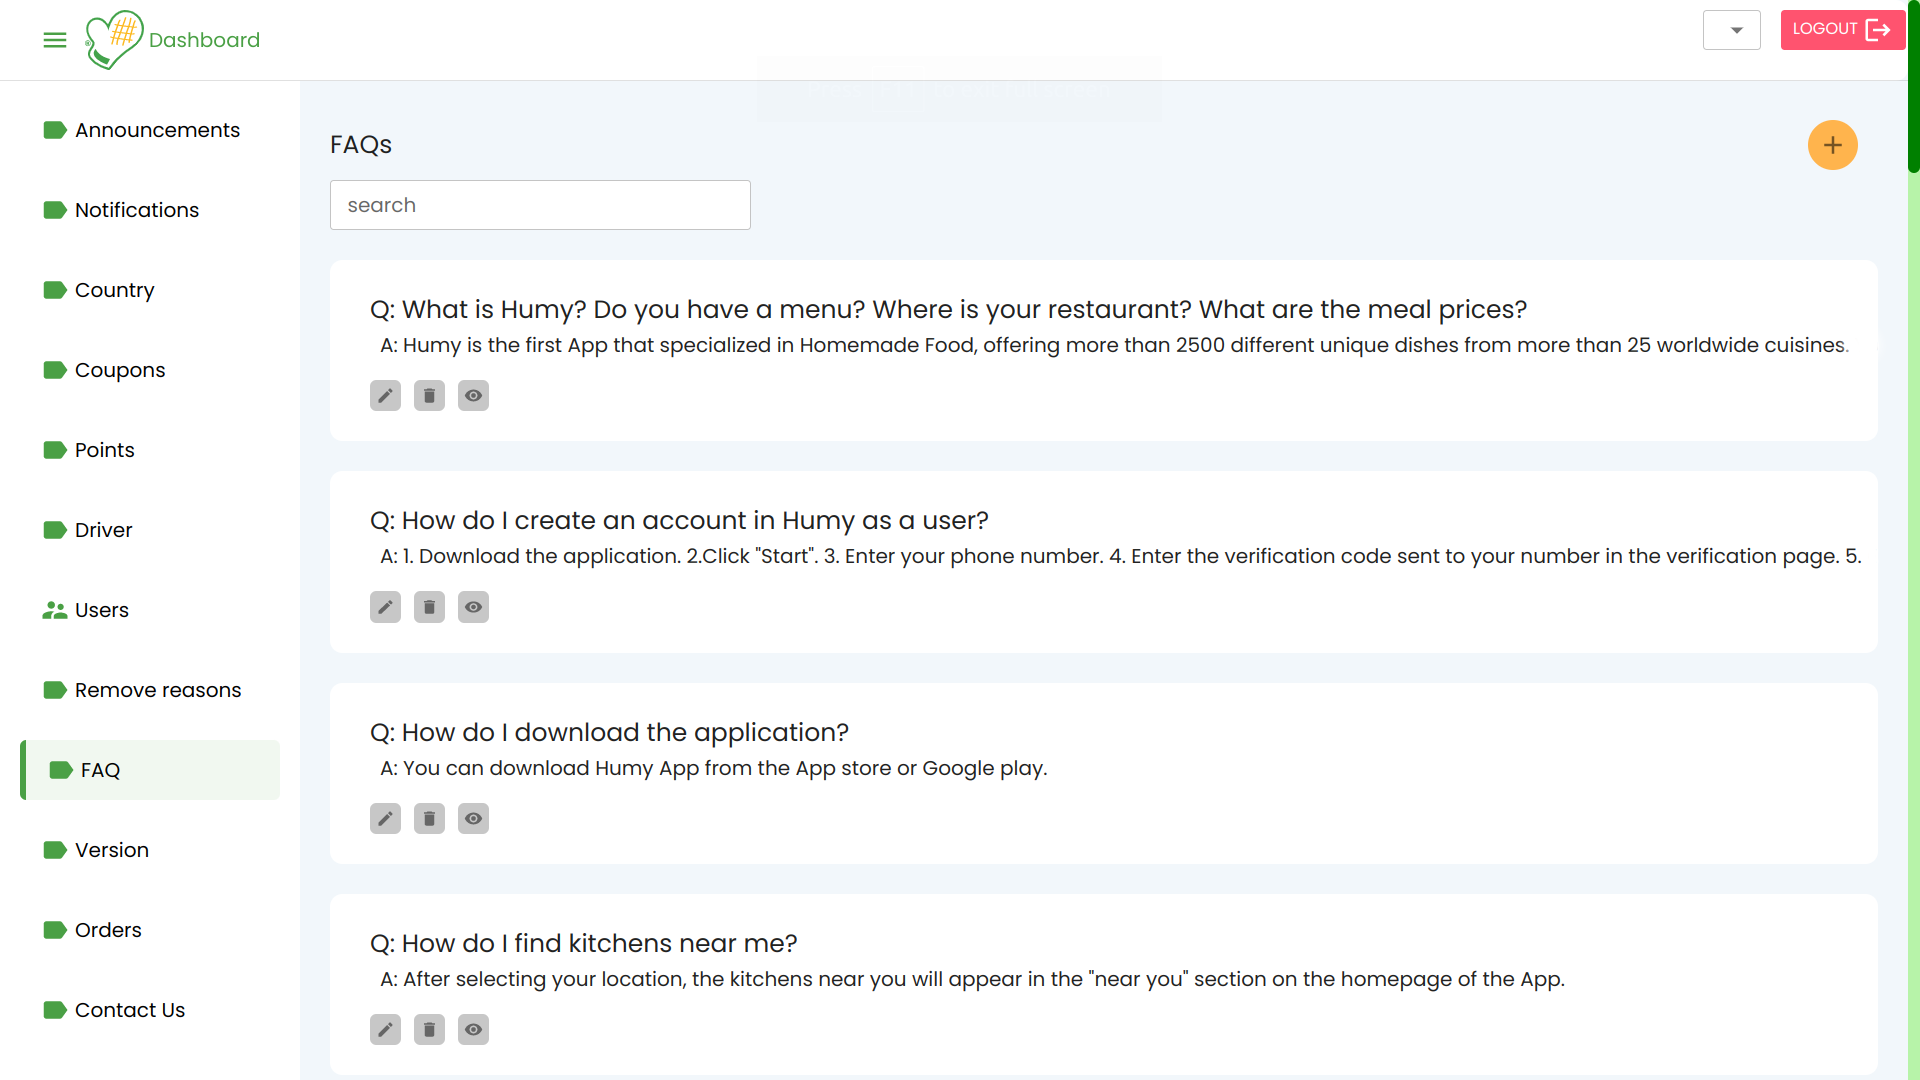 Dashboard
LOGOUT
Announcements
Notifications
Country
Coupons
Points
Driver
Users
Remove reasons
FAQ
Version
Orders
Contact Us
FAQs
search
Q: What is Humy? Do you have a menu? Where is your restaurant? What are the meal prices?
A: Humy is the first App that specialized in Homemade Food, offering more than 2500 different unique dishes from more than 25 worldwide cuisines.
Q: How do I create an account in Humy as a user?
A: 1. Download the application. 2.Click "Start". 3. Enter your phone number. 4. Enter the verification code sent to your number in the verification page. 5.
Q: How do I download the application?
A: You can download Humy App from the App store or Google play.
Q: How do I find kitchens near me?
A: After selecting your location, the kitchens near you will appear in the "near you" section on the homepage of the App.